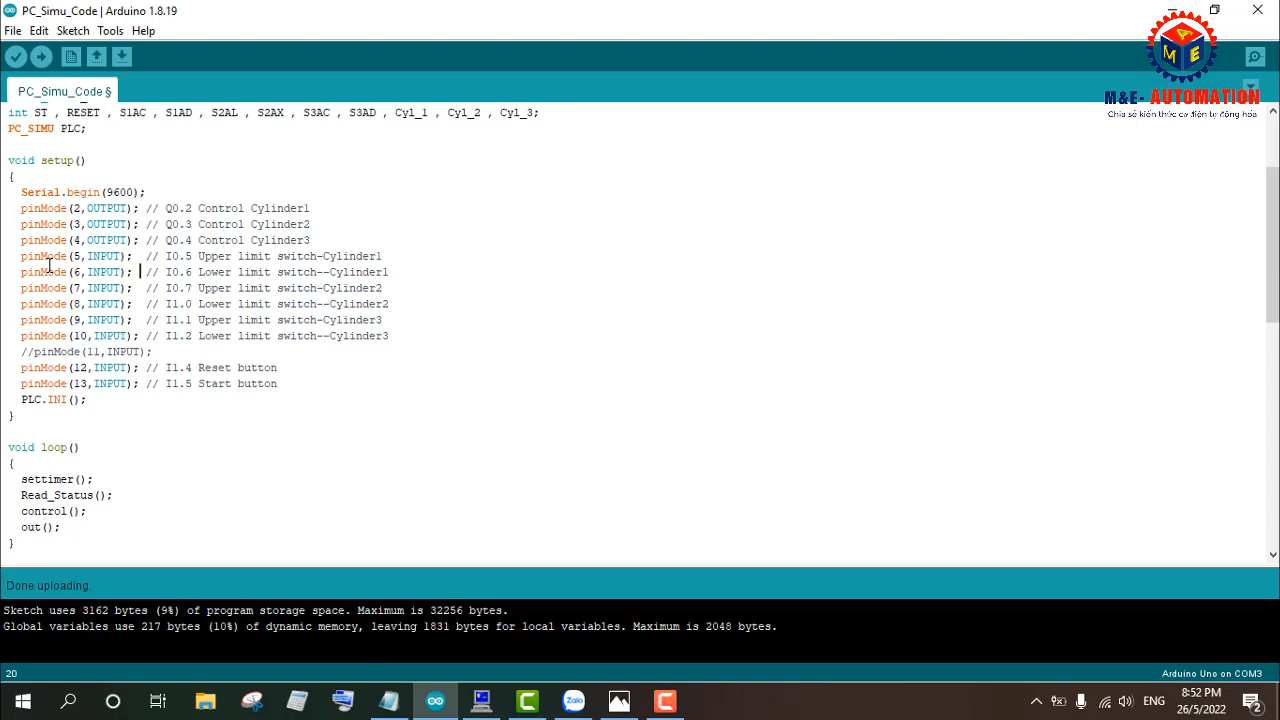 PC_Simu_Code | Arduino 1.8.19
File Edit Sketch Tools Help
A
M E
PC_Simu_Code §
M&E- AUTOMATION
Chia sẻ kiến thức cơ điện tự động hóa
int ST , RESET , S1AC , S1AD , S2AL , S2AX , S3AC , S3AD , Cyl_1 , Cyl_2 , Cyl_3;
PC_SIMU PLC;
void setup()
{
Serial.begin(9600);
pinMode(2,OUTPUT); // Q0.2 Control Cylinder1
pinMode(3,OUTPUT); // Q0.3 Control Cylinder2
pinMode(4,OUTPUT); // Q0.4 Control Cylinder3
pinMode(5,INPUT); // I0.5 Upper limit switch-Cylinder1
pinMode(6,INPUT); // I0.6 Lower limit switch--Cylinder1
pinMode(7,INPUT); // I0.7 Upper limit switch-Cylinder2
pinMode(8,INPUT); // I1.0 Lower limit switch--Cylinder2
pinMode(9,INPUT); // I1.1 Upper limit switch-Cylinder3
pinMode(10,INPUT); // I1.2 Lower limit switch--Cylinder3
//pinMode(11,INPUT);
pinMode(12,INPUT); // I1.4 Reset button
pinMode(13,INPUT); // I1.5 Start button
PLC.INI();
}
void loop()
{
settimer();
Read_Status();
control();
out();
}
Done uploading.
Sketch uses 3162 bytes (9%) of program storage space. Maximum is 32256 bytes.
Global variables use 217 bytes (10%) of dynamic memory, leaving 1831 bytes for local variables. Maximum is 2048 bytes.
20
Arduino Uno on COM3
Zalo
ENG
8:52 PM
26/5/2022
2